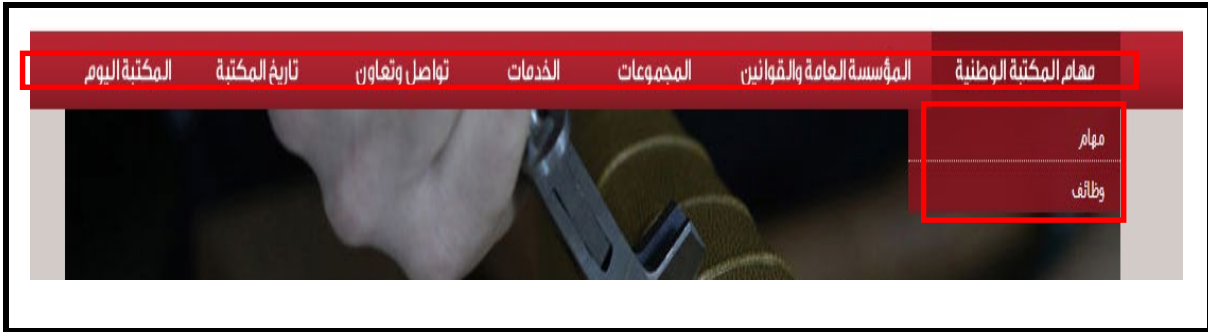 مهام المكتبة الوطنية المؤسسة العامة والقوانين المجموعات الخدمات تواصل وتعاون تاريخ المكتبة المكتبة اليوم
مهام
وظائف